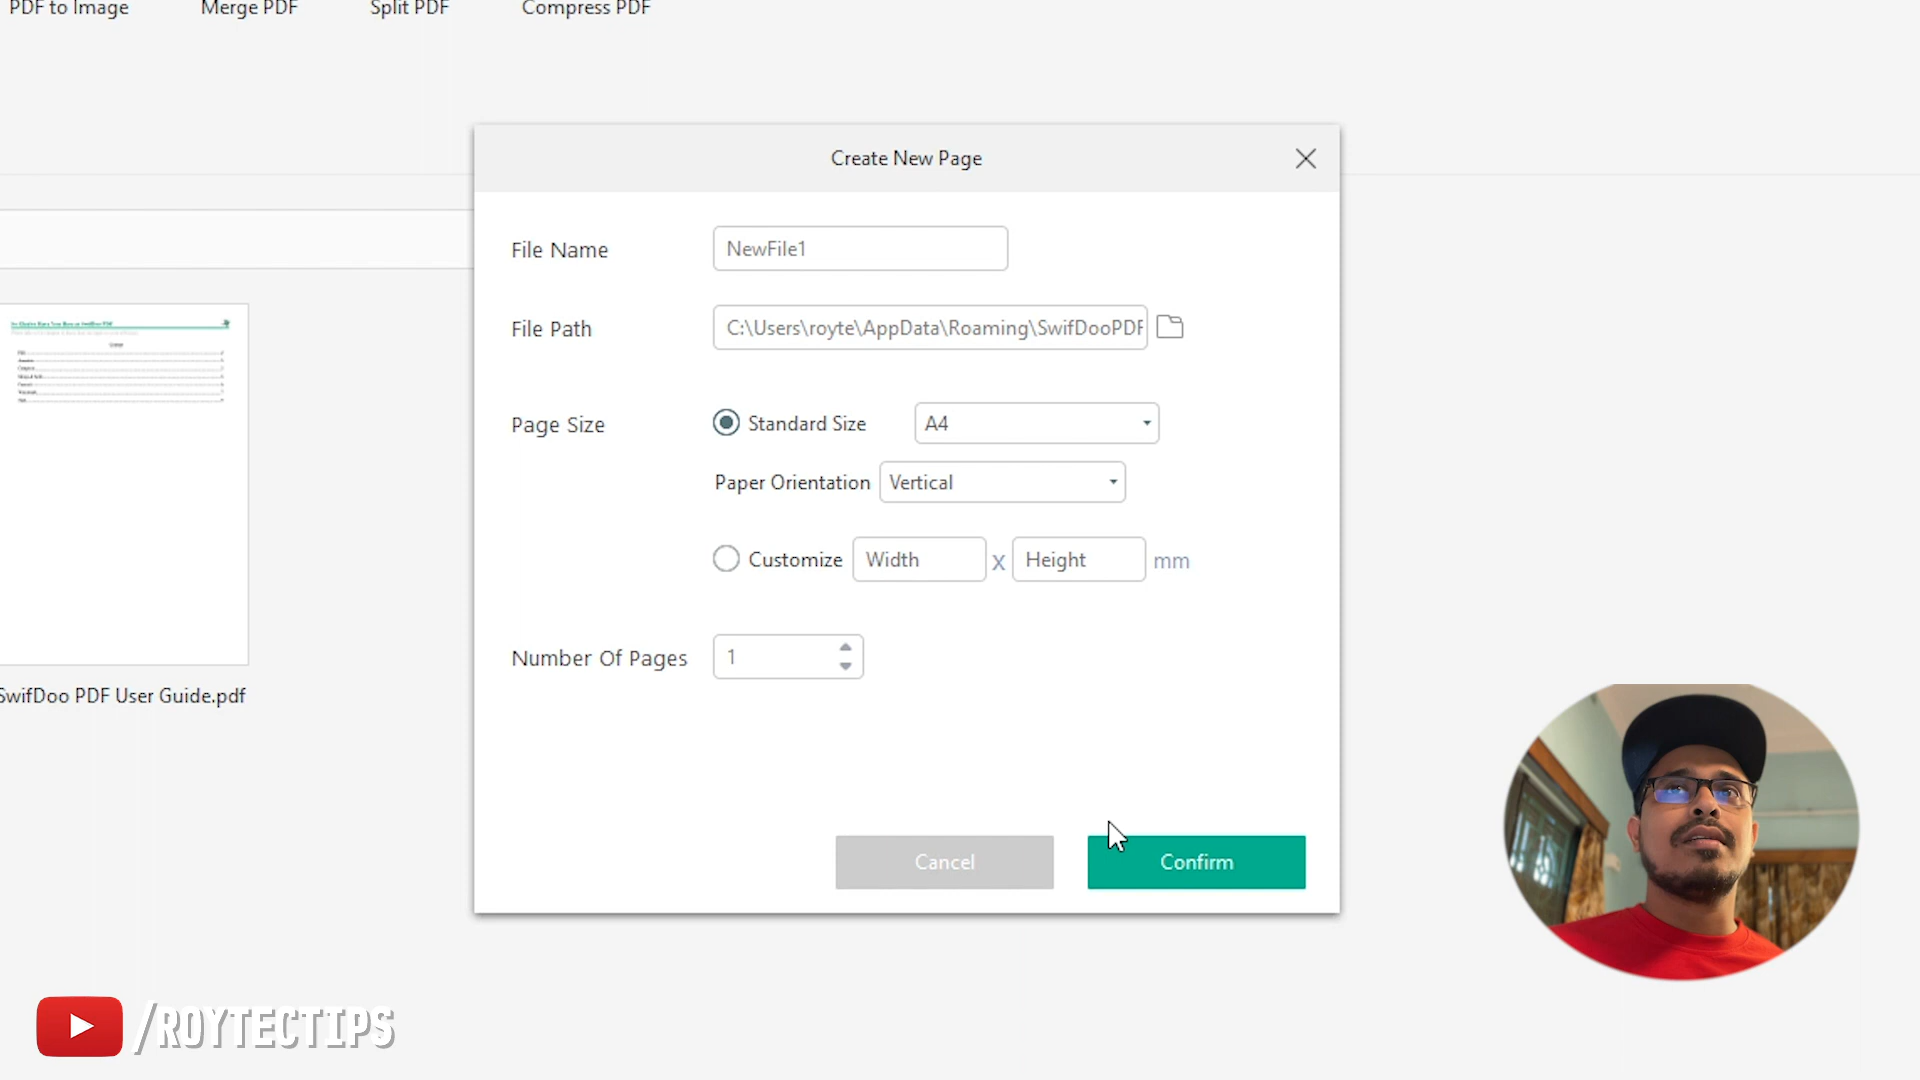 PDF to Image Merge PDF Split PDF Compress PDF
Create New Page
File Name NewFile1
File Path C:\Users\royte\AppData\Roaming\SwifDooPDF
Page Size Standard Size A4
Paper Orientation Vertical
Customize Width x Height mm
Number Of Pages 1
SwifDoo PDF User Guide.pdf
Cancel Confirm
/ROYTECTIPS